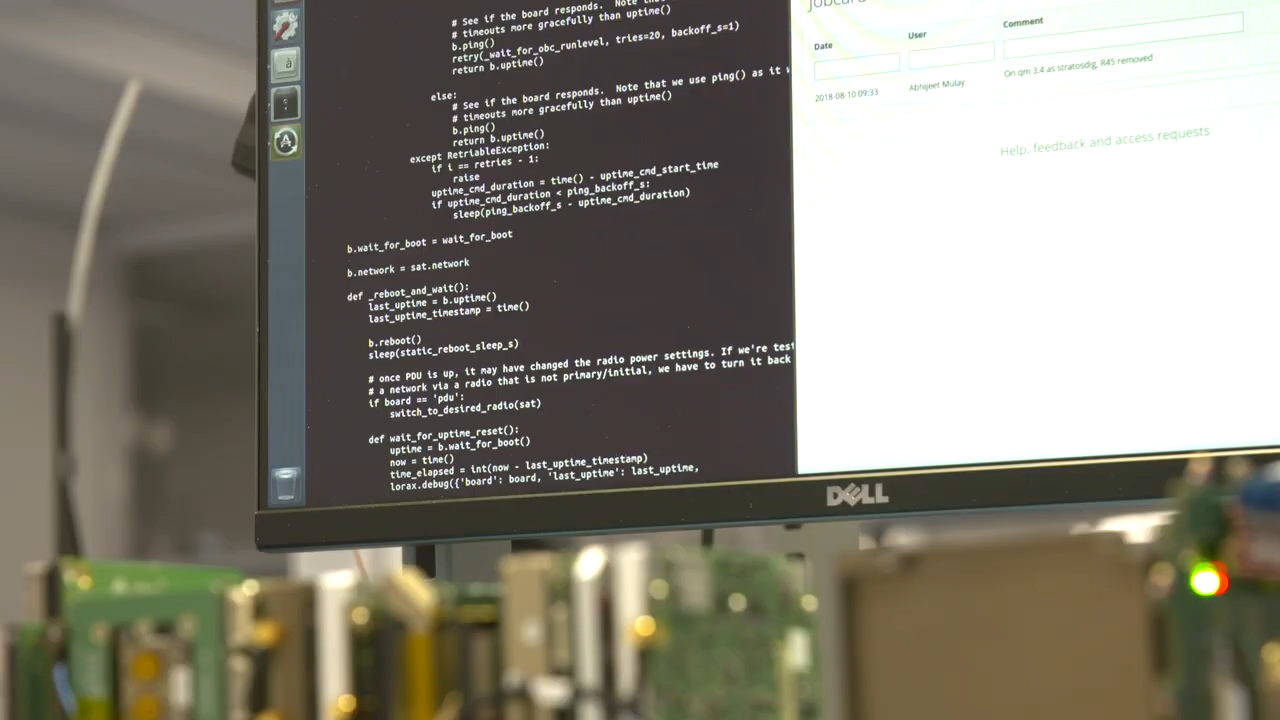 # See if the board responds. Note
# timeouts more gracefully than uptime()
b.ping()
retry(_wait_for_obc_runlevel, tries=20, backoff_s=1)
return b.uptime()
else:
# See if the board responds. Note that we use ping() as it
# timeouts more gracefully than uptime()
b.ping()
return b.uptime()
except RetriableException:
if i == retries - 1:
raise
uptime_cmd_duration = time() - uptime_cmd_start_time
if uptime_cmd_duration < ping_backoff_s:
sleep(ping_backoff_s - uptime_cmd_duration)
b.wait_for_boot = wait_for_boot
b.network = sat.network
def _reboot_and_wait():
last_uptime = b.uptime()
last_uptime_timestamp = time()
b.reboot()
sleep(static_reboot_sleep_s)
# once PDU is up, it may have changed the radio power settings. If we're test
# a network via a radio that is not primary/initial, we have to turn it back
if board == 'pdu':
switch_to_desired_radio(sat)
def wait_for_uptime_reset():
uptime = b.wait_for_boot()
now = time()
time_elapsed = int(now - last_uptime_timestamp)
lorax.debug({'board': board, 'last_uptime': last_uptime,
Date User Comment
2018-08-10 09:33 Abhijeet Mulay On qm 3.4 as stratosdig, R45 removed
Help, feedback and access requests
DELL